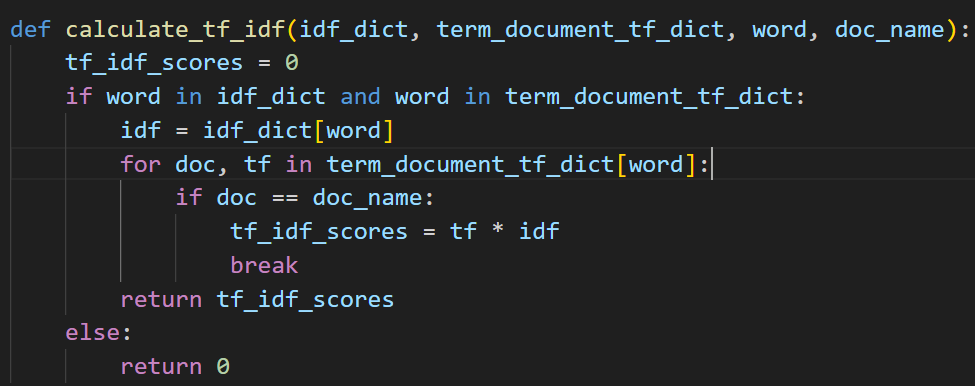 def calculate_tf_idf(idf_dict, term_document_tf_dict, word, doc_name):
    tf_idf_scores = 0
    if word in idf_dict and word in term_document_tf_dict:
        idf = idf_dict[word]
        for doc, tf in term_document_tf_dict[word]:
            if doc == doc_name:
                tf_idf_scores = tf * idf
                break
        return tf_idf_scores
    else:
        return 0